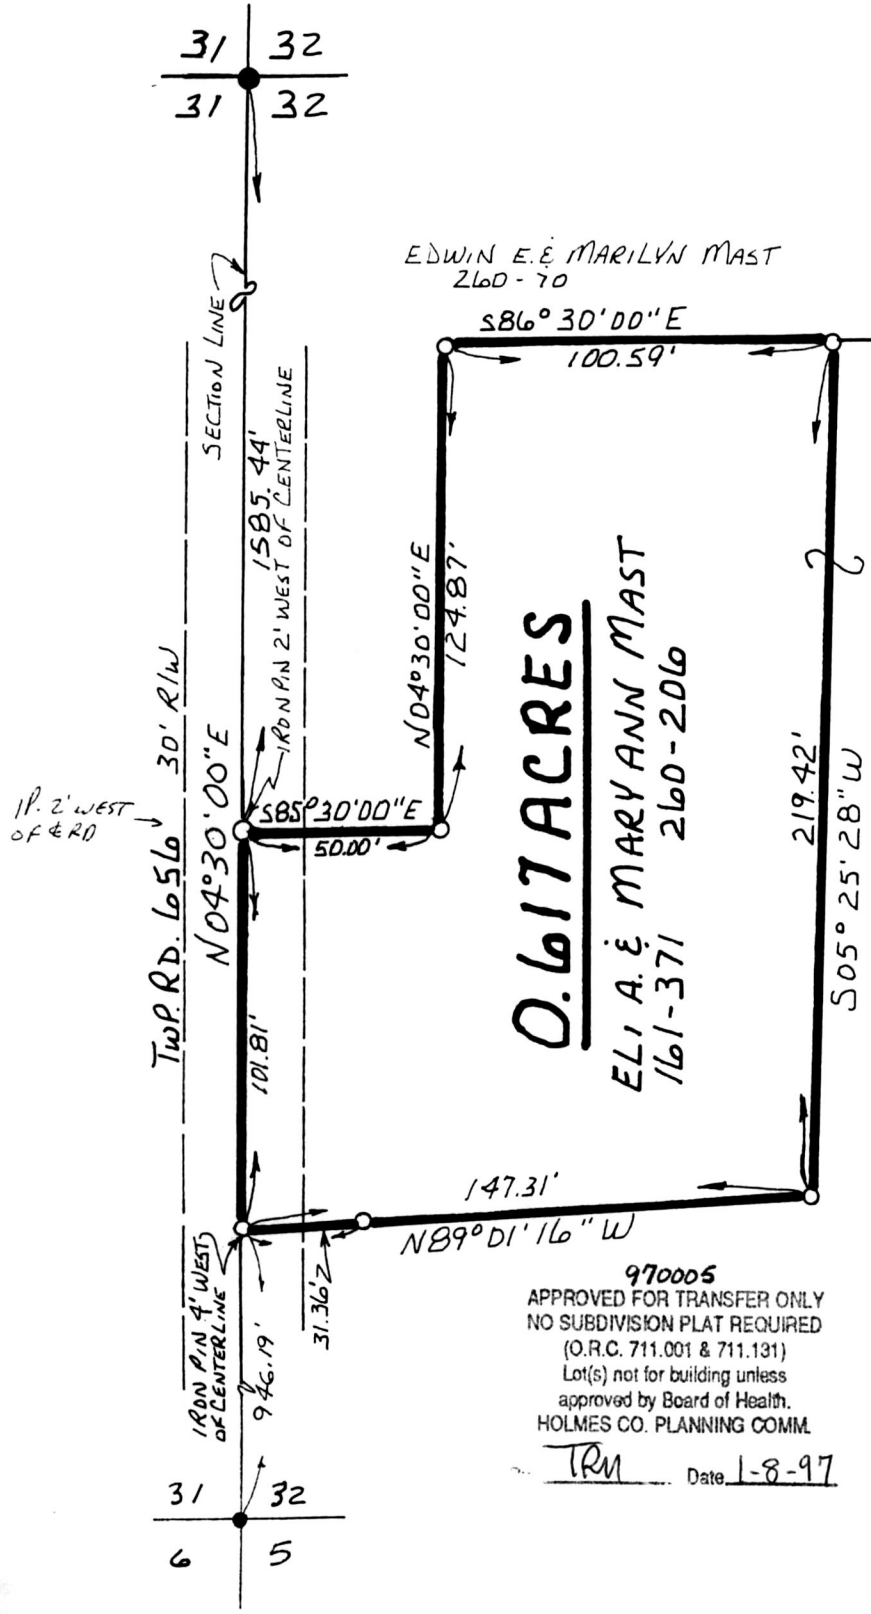 31 32
31 32
EDWIN E. & MARILYN MAST
260-70
S86° 30' 00" E
100.59'
SECTION LINE
1585.44'
IRON PIN 2' WEST OF CENTERLINE
N04°30'00"E
124.87'
TWP. RD. 656 30' R/W
I.P. 2' WEST
OF ℄ RD
N04°30'00"E
S85°30'00"E
50.00'
101.81'
0.617 ACRES
ELI A. & MARY ANN MAST
161-371 260-206
219.42'
S05° 25' 28" W
147.31'
N89° 01' 16" W
31.36'
IRON PIN 4' WEST
OF CENTERLINE
946.19'
970005
APPROVED FOR TRANSFER ONLY
NO SUBDIVISION PLAT REQUIRED
(O.R.C. 711.001 & 711.131)
Lot(s) not for building unless
approved by Board of Health.
HOLMES CO. PLANNING COMM.
Date 1-8-97
31 32
6 5